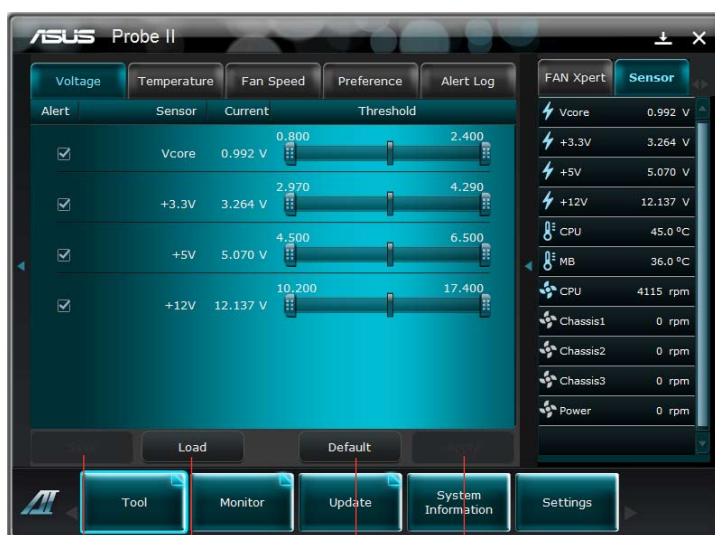 ASUS Probe II
Voltage Temperature Fan Speed Preference Alert Log
Alert Sensor Current Threshold
Vcore 0.992 V 0.800 2.400
+3.3V 3.264 V 2.970 4.290
+5V 5.070 V 4.500 6.500
+12V 12.137 V 10.200 17.400
Load Default
FAN Xpert Sensor
Vcore 0.992 V
+3.3V 3.264 V
+5V 5.070 V
+12V 12.137 V
CPU 45.0 °C
MB 36.0 °C
CPU 4115 rpm
Chassis1 0 rpm
Chassis2 0 rpm
Chassis3 0 rpm
Power 0 rpm
Tool Monitor Update System Information Settings